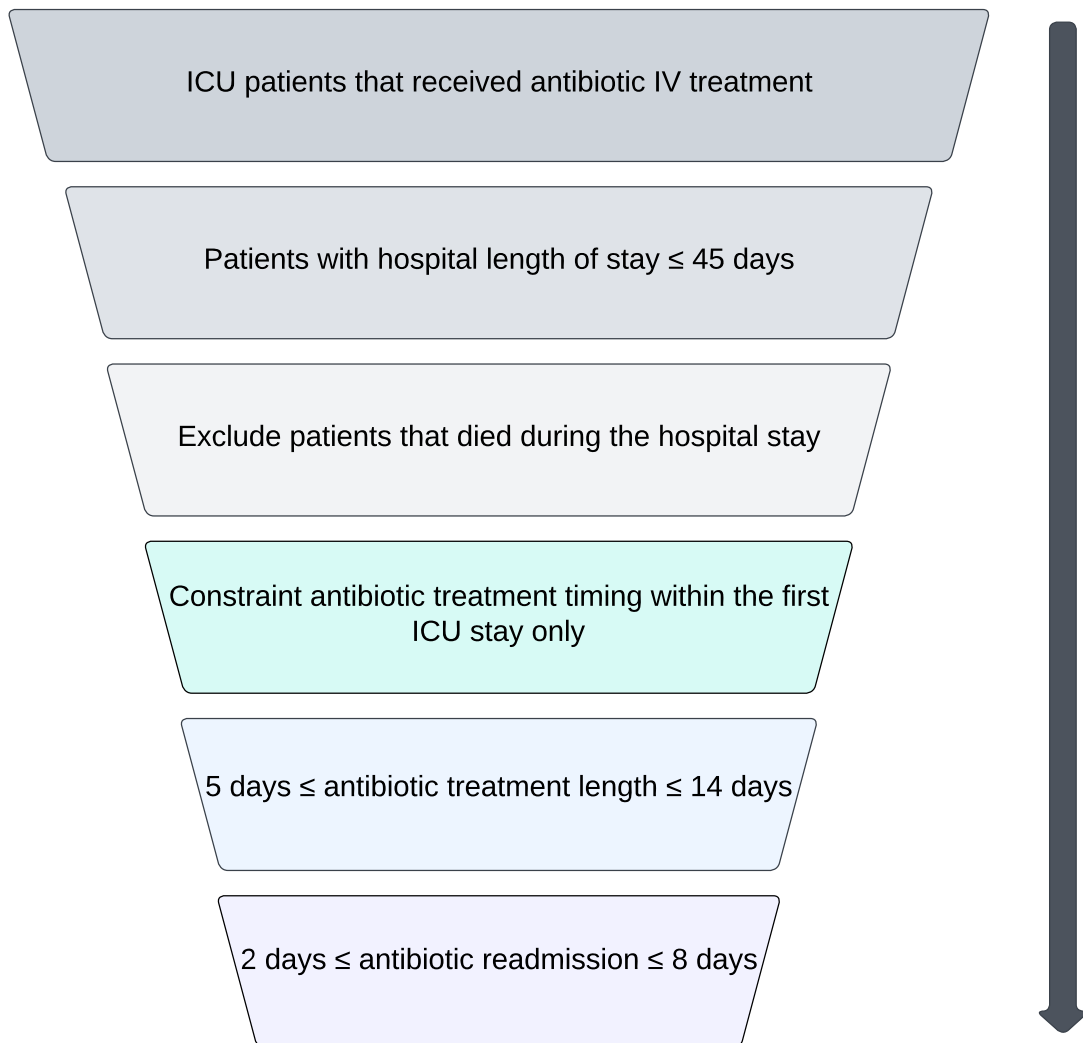 ICU patients that received antibiotic IV treatment
Patients with hospital length of stay ≤ 45 days
Exclude patients that died during the hospital stay
Constraint antibiotic treatment timing within the first
ICU stay only
5 days ≤ antibiotic treatment length ≤ 14 days
2 days ≤ antibiotic readmission ≤ 8 days